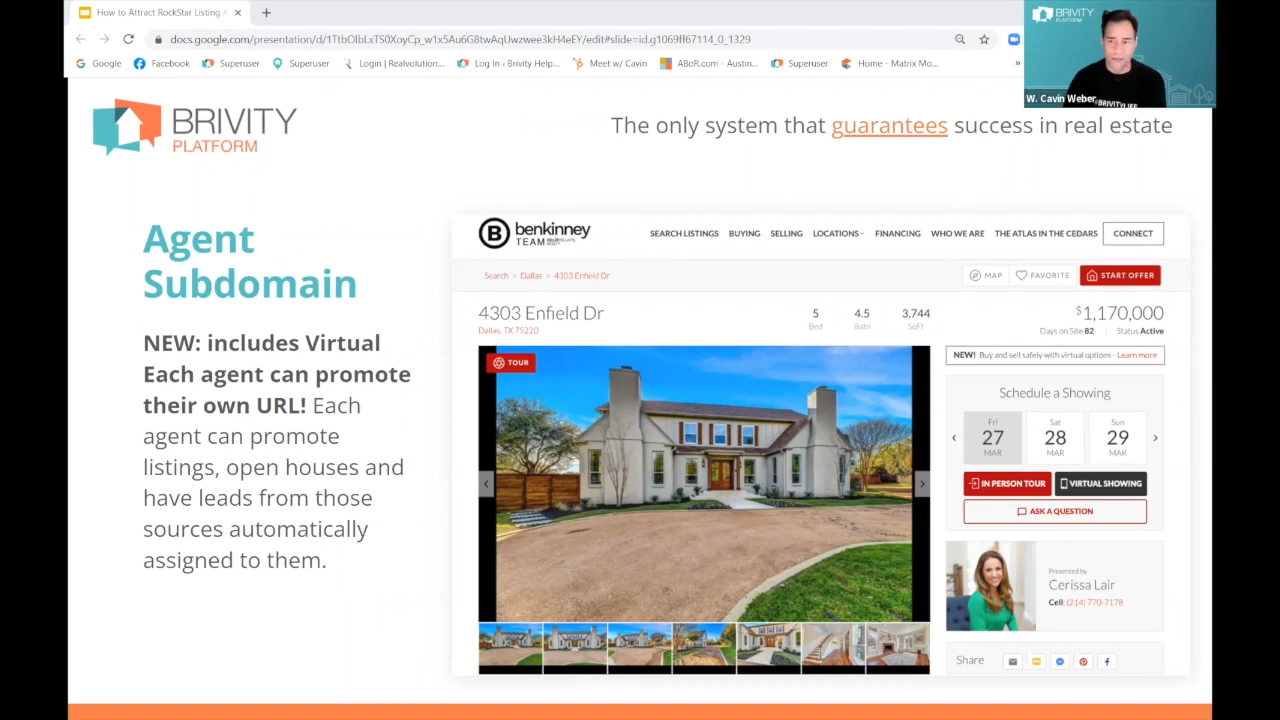 How to Attract RockStar Listing A
docs.google.com/presentation/d/1TtbOlbLxTS0XoyCp_w1x5Au6G8twAqUwzwee3kH4eEY/edit#slide=id.g1069ff67114_0_1329
Google Facebook Superuser Superuser Login | Realvolution... Log In ‹ Brivity Help... Meet w/ Cavin ABoR.com - Austin... Superuser Home - Matrix Mo... »
BRIVITY
PLATFORM
W. Cavin Weber
@BRIVITYLIFE
BRIVITY
PLATFORM
The only system that guarantees success in real estate
Agent
Subdomain
NEW: includes Virtual
Each agent can promote
their own URL! Each
agent can promote
listings, open houses and
have leads from those
sources automatically
assigned to them.
B benkinney
TEAM KELLERWILLIAMS. REALTY
SEARCH LISTINGS BUYING SELLING LOCATIONS FINANCING WHO WE ARE THE ATLAS IN THE CEDARS CONNECT
Search > Dallas > 4303 Enfield Dr
MAP FAVORITE START OFFER
4303 Enfield Dr
Dallas, TX 75220
5 4.5 3,744
Bed Bath SqFt
$1,170,000
Days on Site 82 Status Active
TOUR
NEW! Buy and sell safely with virtual options - Learn more
Schedule a Showing
Fri Sat Sun
27 28 29
MAR MAR MAR
IN PERSON TOUR VIRTUAL SHOWING
ASK A QUESTION
Presented by
Cerissa Lair
Cell: (214) 770-7178
Share